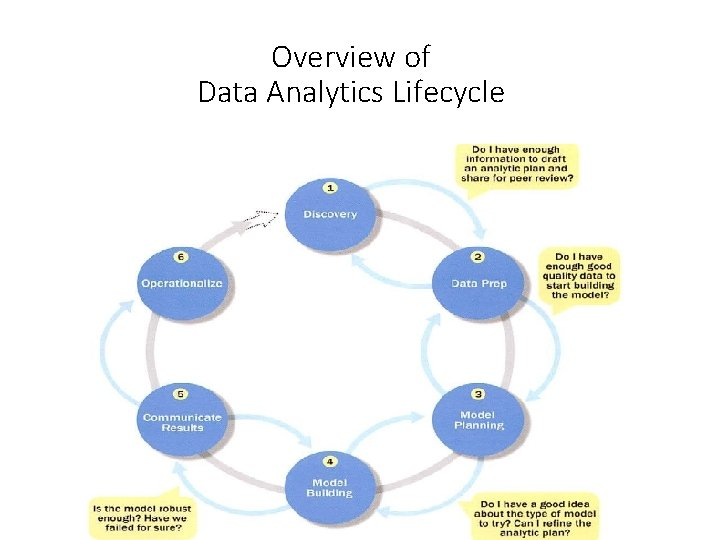 Overview of
Data Analytics Lifecycle
Do I have enough
information to draft
an analytic plan and
share for peer review?
1
Discovery
2
Data Prep
Do I have
enough good
quality data to
start building
the model?
6
Operationalize
3
Model
Planning
5
Communicate
Results
4
Model
Building
Is the model robust
enough? Have we
failed for sure?
Do I have a good idea
about the type of model
to try? Can I refine the
analytic plan?